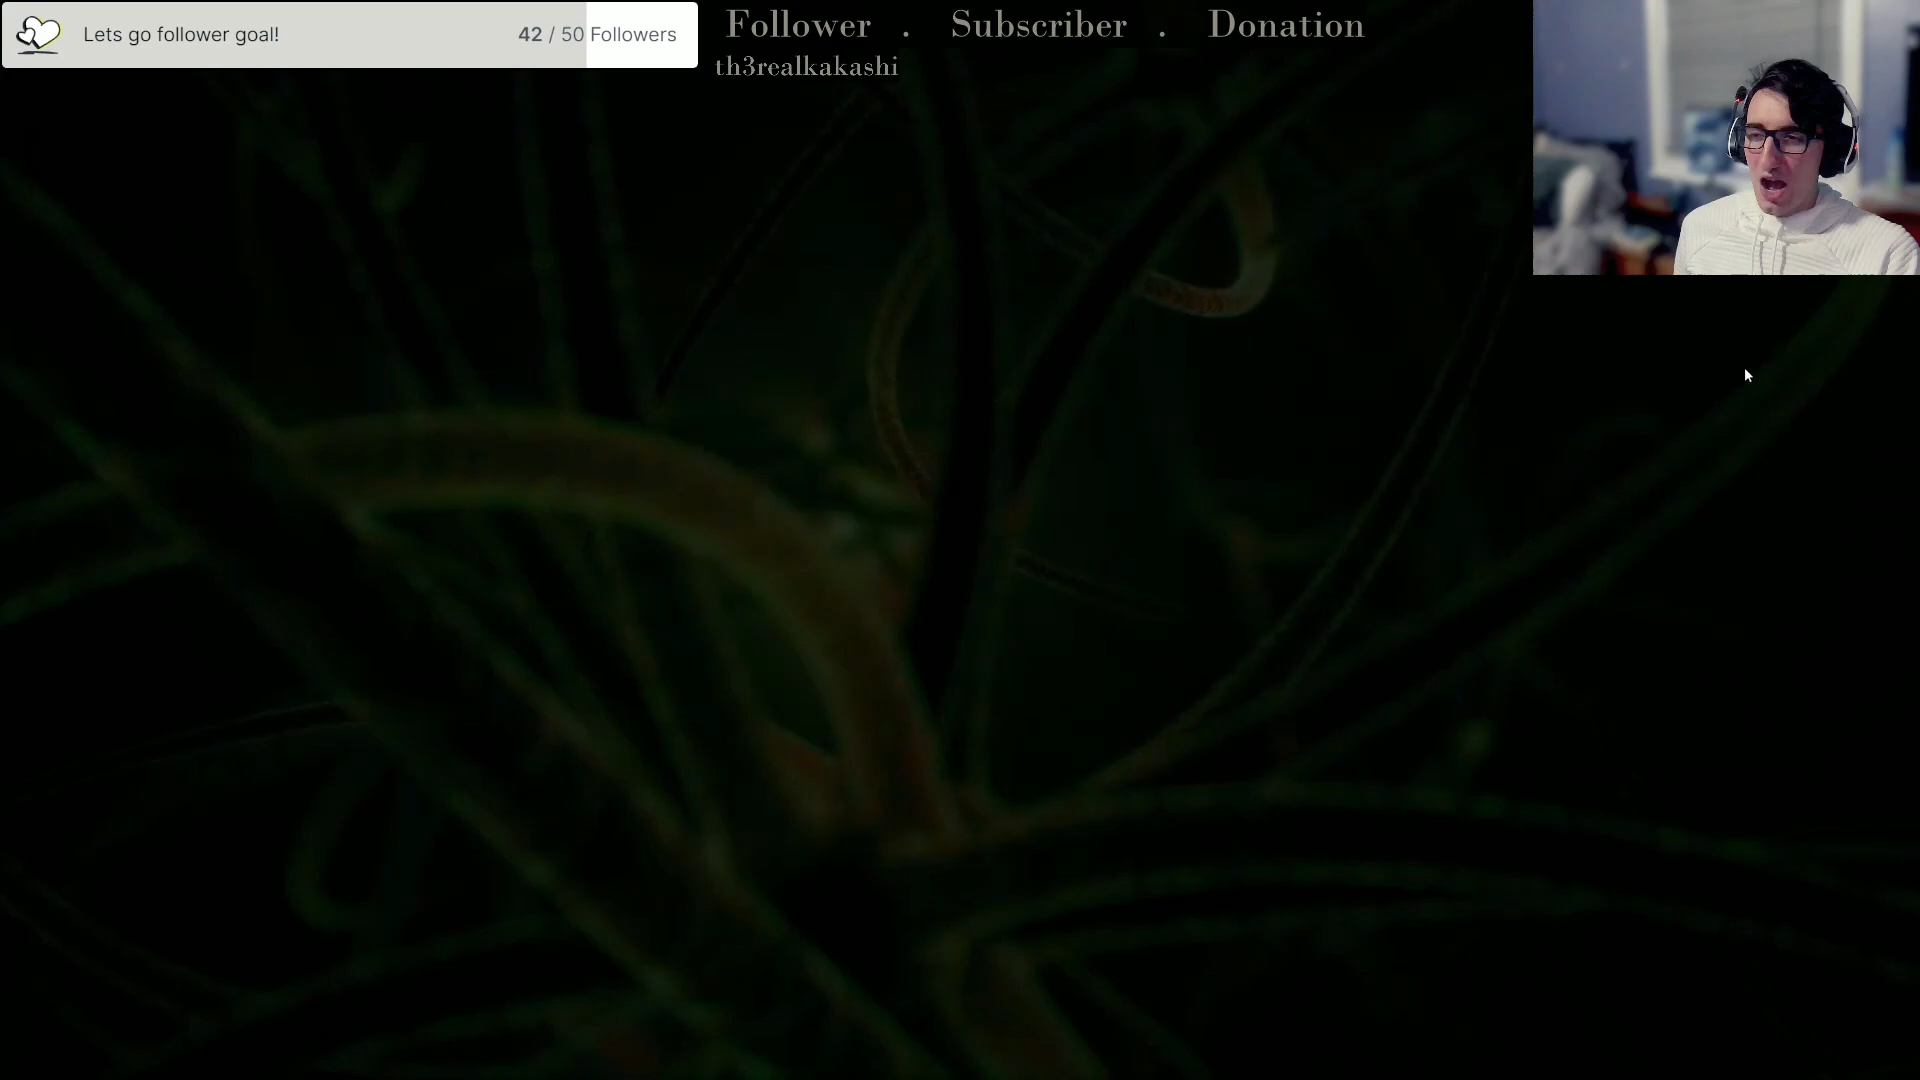 Lets go follower goal! 42 / 50 Followers
Follower . Subscriber . Donation
th3realkakashi